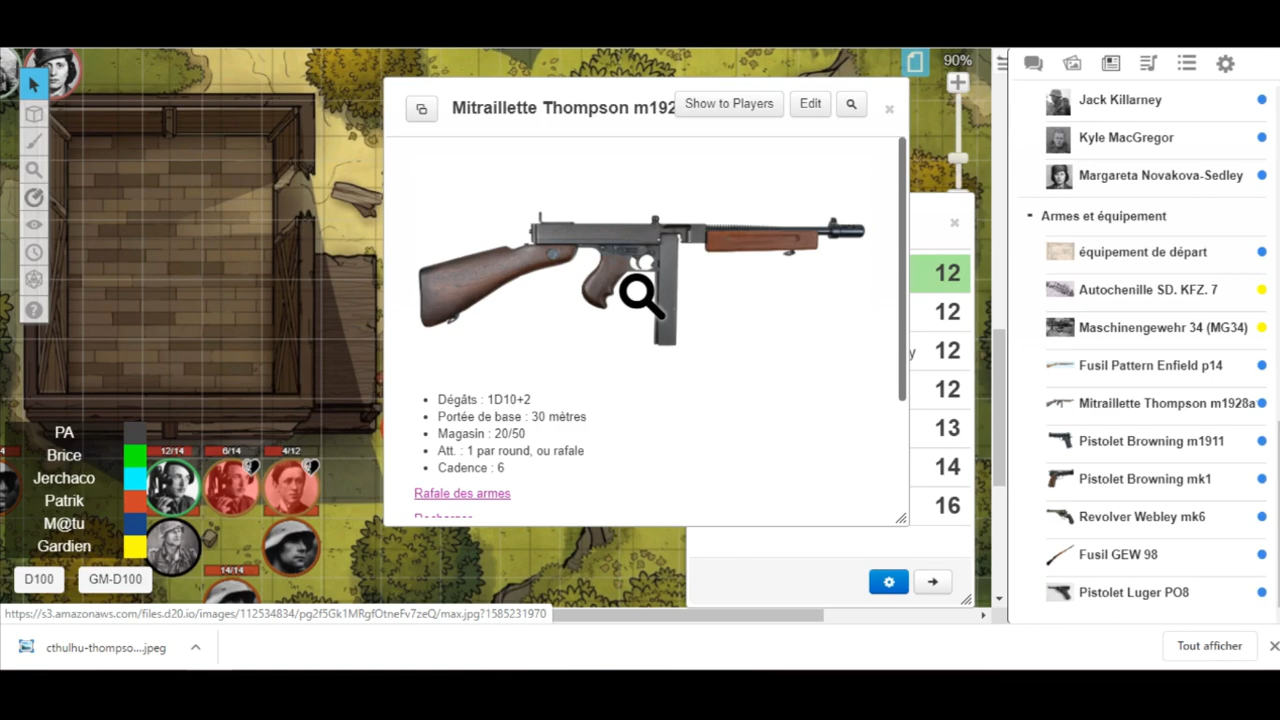 90%
Mitraillette Thompson m192
Show to Players
Edit
Dégâts : 1D10+2
Portée de base : 30 mètres
Magasin : 20/50
Att. : 1 par round, ou rafale
Cadence : 6
Rafale des armes
12
12
y 12
12
13
14
16
Jack Killarney
Kyle MacGregor
Margareta Novakova-Sedley
Armes et équipement
équipement de départ
Autochenille SD. KFZ. 7
Maschinengewehr 34 (MG34)
Fusil Pattern Enfield p14
Mitraillette Thompson m1928a
Pistolet Browning m1911
Pistolet Browning mk1
Revolver Webley mk6
Fusil GEW 98
Pistolet Luger PO8
PA
Brice
Jerchaco
Patrik
M@tu
Gardien
4
12/14
6/14
4/12
14/14
D100
GM-D100
https://s3.amazonaws.com/files.d20.io/images/112534834/pg2f5Gk1MRgfOtneFv7zeQ/max.jpg?1585231970
cthulhu-thompso....jpeg
Tout afficher